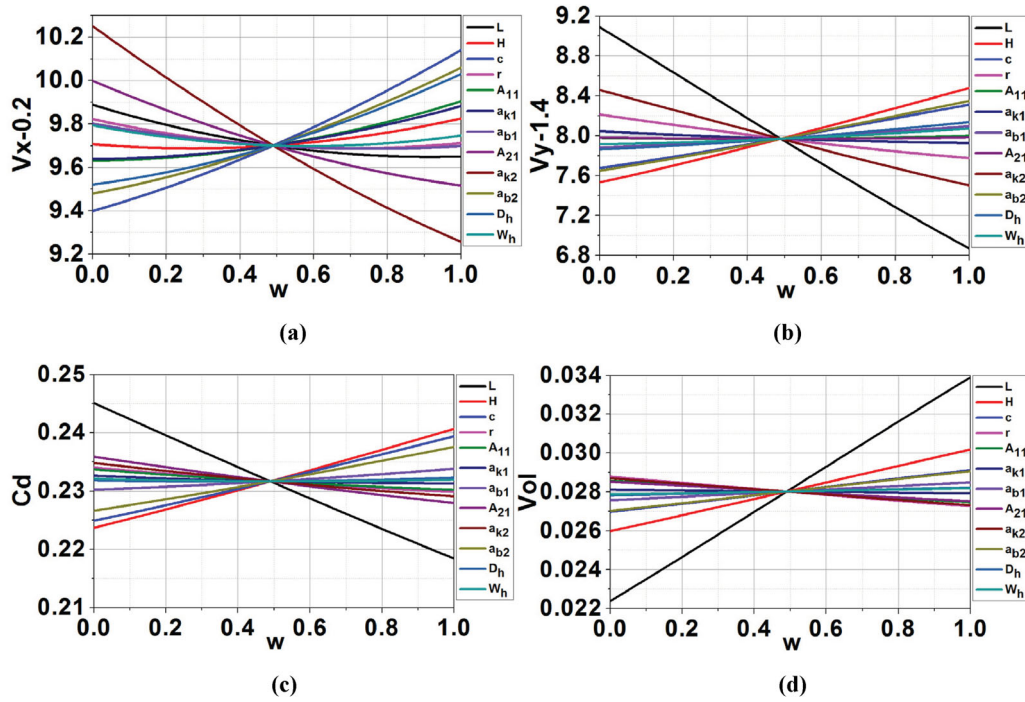 Vx-0.2
10.2
10.0
9.8
9.6
9.4
9.2
0.0 0.2 0.4 0.6 0.8 1.0
w
L
H
c
r
A11
ak1
ab1
A21
ak2
ab2
Dh
Wh
(a)
Vy-1.4
9.2
8.8
8.4
8.0
7.6
7.2
6.8
0.0 0.2 0.4 0.6 0.8 1.0
w
L
H
c
r
A11
ak1
ab1
A21
ak2
ab2
Dh
Wh
(b)
Cd
0.25
0.24
0.23
0.22
0.21
0.0 0.2 0.4 0.6 0.8 1.0
w
L
H
c
r
A11
ak1
ab1
A21
ak2
ab2
Dh
Wh
(c)
Vol
0.034
0.032
0.030
0.028
0.026
0.024
0.022
0.0 0.2 0.4 0.6 0.8 1.0
w
L
H
c
r
A11
ak1
ab1
A21
ak2
ab2
Dh
Wh
(d)